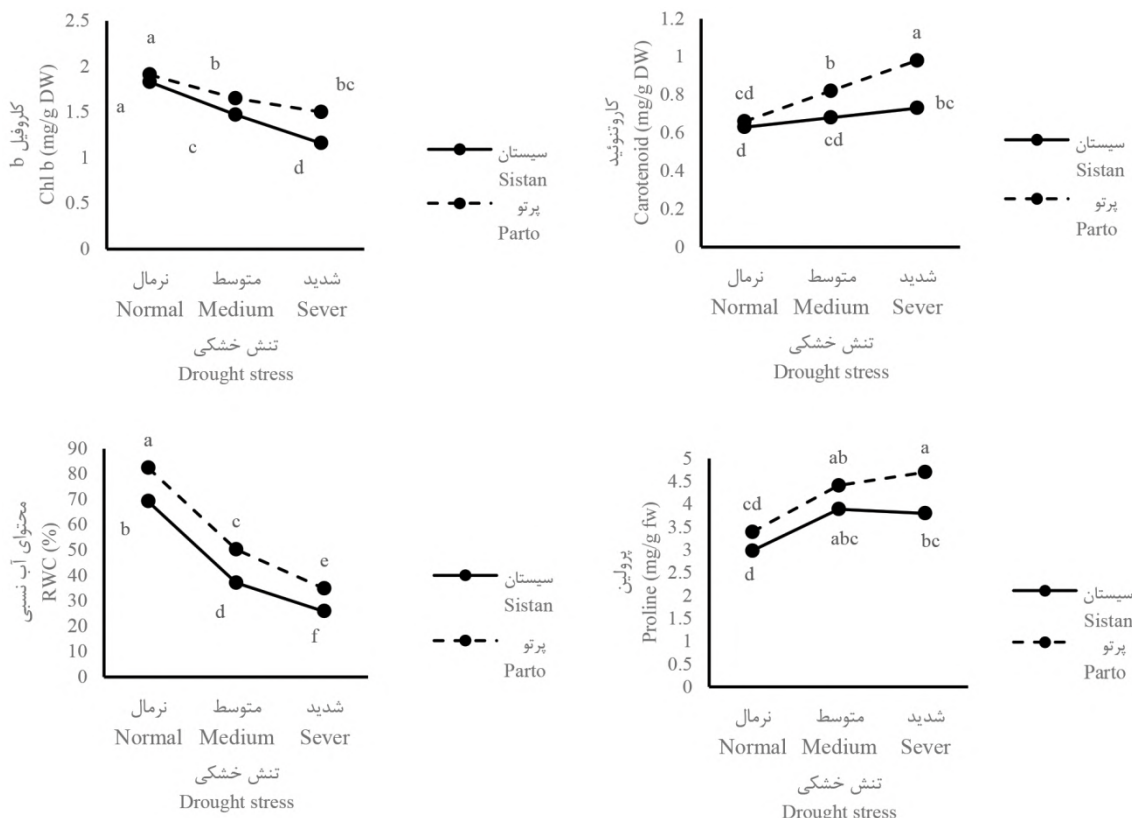 کلروفیل b
Chl b (mg/g DW)
2.5
2
1.5
1
0.5
0
a
b
bc
a
c
d
سیستان
Sistan
پرتو
Parto
نرمال متوسط شدید
Normal Medium Sever
تنش خشکی
Drought stress
کاروتنوئید
Carotenoid (mg/g DW)
1.2
1
0.8
0.6
0.4
0.2
0
a
b
cd
bc
d
cd
سیستان
Sistan
پرتو
Parto
نرمال متوسط شدید
Normal Medium Sever
تنش خشکی
Drought stress
محتوای آب نسبی
RWC (%)
90
80
70
60
50
40
30
20
10
0
a
b
c
e
d
f
سیستان
Sistan
پرتو
Parto
نرمال متوسط شدید
Normal Medium Sever
تنش خشکی
Drought stress
پرولین
Proline (mg/g fw)
5
4.5
4
3.5
3
2.5
2
1.5
1
0.5
0
a
ab
cd
abc
bc
d
سیستان
Sistan
پرتو
Parto
نرمال متوسط شدید
Normal Medium Sever
تنش خشکی
Drought stress